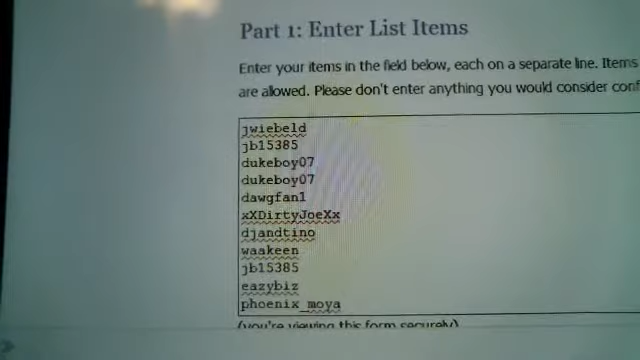 Part 1: Enter List Items
Enter your items in the field below, each on a separate line. Items
are allowed. Please don't enter anything you would consider conf
jwiebeld
jb15385
dukeboy07
dukeboy07
dawgfan1
xXDirtyJoeXx
djandtino
waakeen
jb15385
eazybiz
phoenix_moya
(you're viewing this form securely)